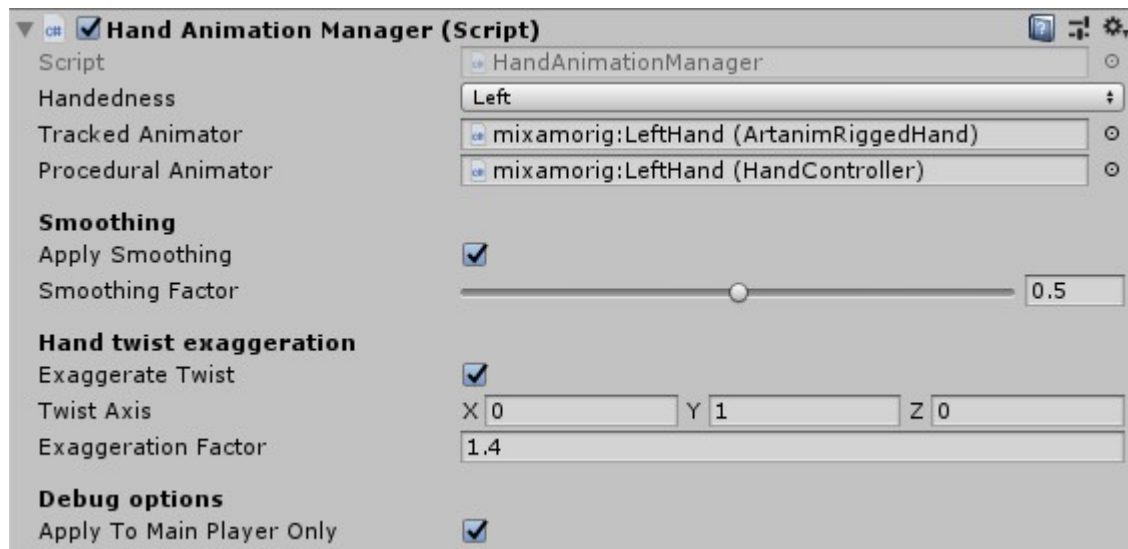 Hand Animation Manager (Script)
Script HandAnimationManager
Handedness Left
Tracked Animator mixamorig:LeftHand (ArtanimRiggedHand)
Procedural Animator mixamorig:LeftHand (HandController)
Smoothing
Apply Smoothing
Smoothing Factor 0.5
Hand twist exaggeration
Exaggerate Twist
Twist Axis X 0 Y 1 Z 0
Exaggeration Factor 1.4
Debug options
Apply To Main Player Only